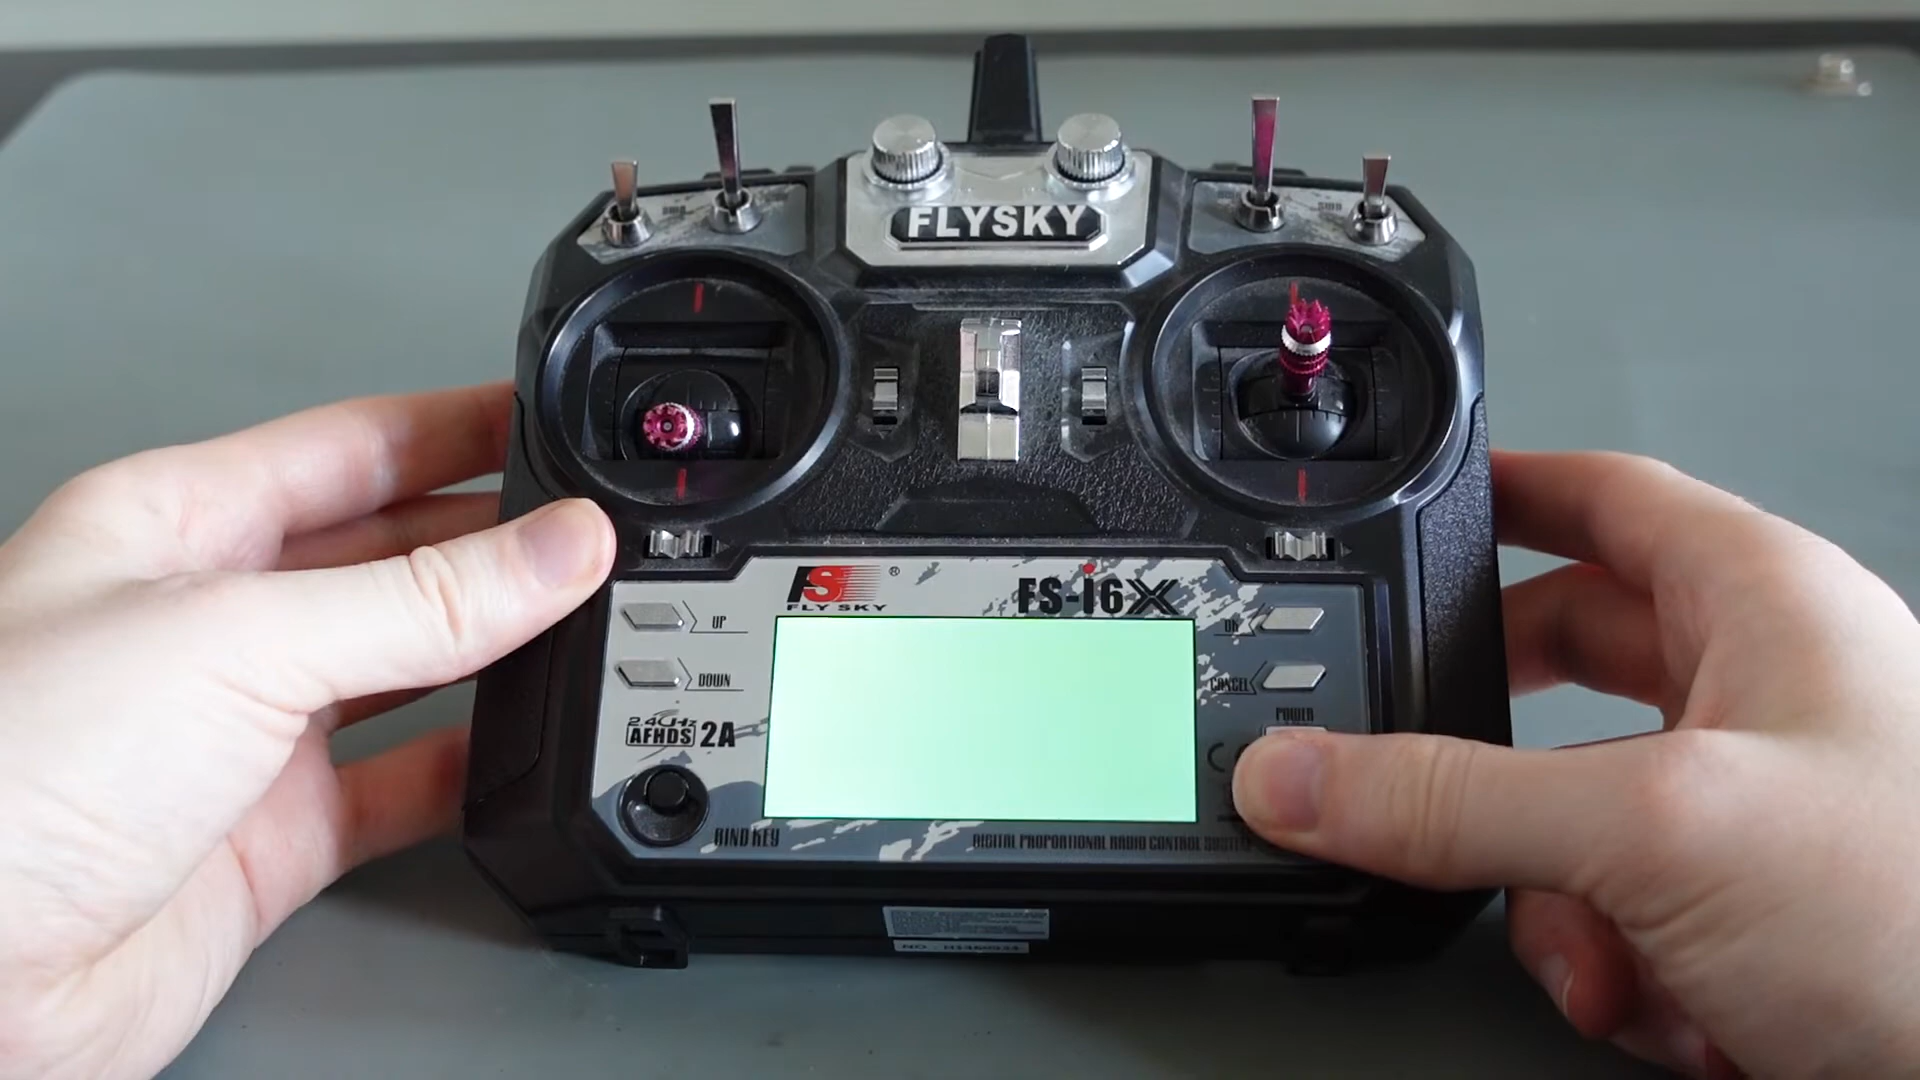 FLYSKY
FS ®
FLY SKY
FS-i6X
UP
OK
DOWN
CANCEL
POWER
2.4GHz
AFHDS 2A
BIND KEY
DIGITAL PROPORTIONAL RADIO CONTROL SYSTEM